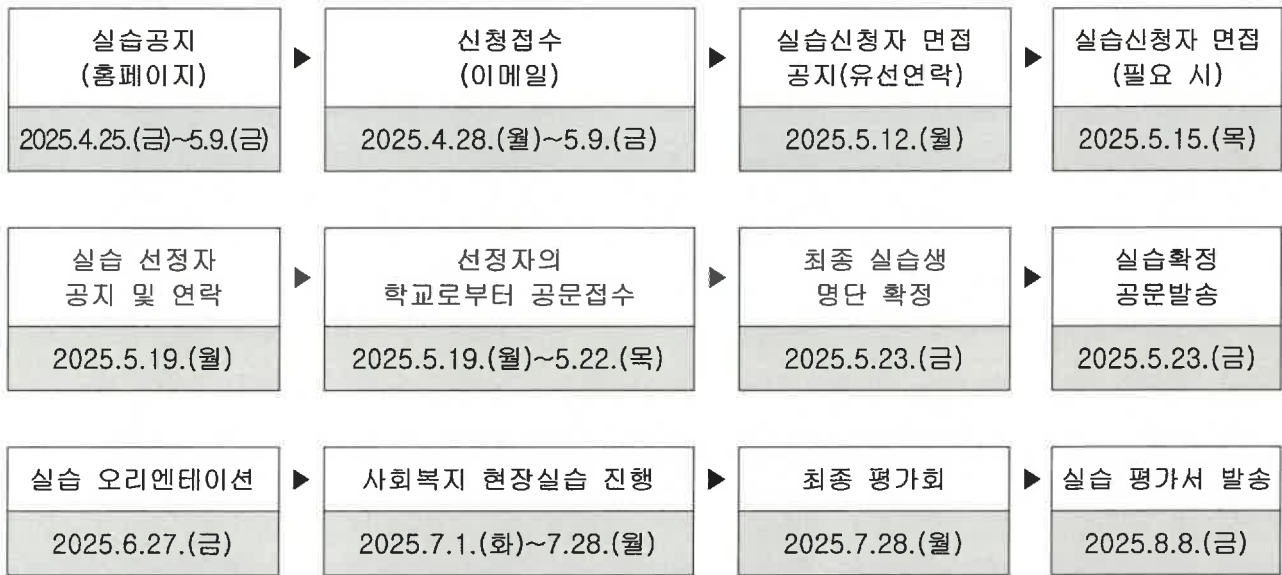 실습공지
(홈페이지)
2025.4.25.(금)~5.9.(금)
▶
신청접수
(이메일)
2025.4.28.(월)~5.9.(금)
▶
실습신청자 면접
공지(유선연락)
2025.5.12.(월)
▶
실습신청자 면접
(필요 시)
2025.5.15.(목)
실습 선정자
공지 및 연락
2025.5.19.(월)
▶
선정자의
학교로부터 공문접수
2025.5.19.(월)~5.22.(목)
▶
최종 실습생
명단 확정
2025.5.23.(금)
▶
실습확정
공문발송
2025.5.23.(금)
실습 오리엔테이션
2025.6.27.(금)
▶
사회복지 현장실습 진행
2025.7.1.(화)~7.28.(월)
▶
최종 평가회
2025.7.28.(월)
▶
실습 평가서 발송
2025.8.8.(금)